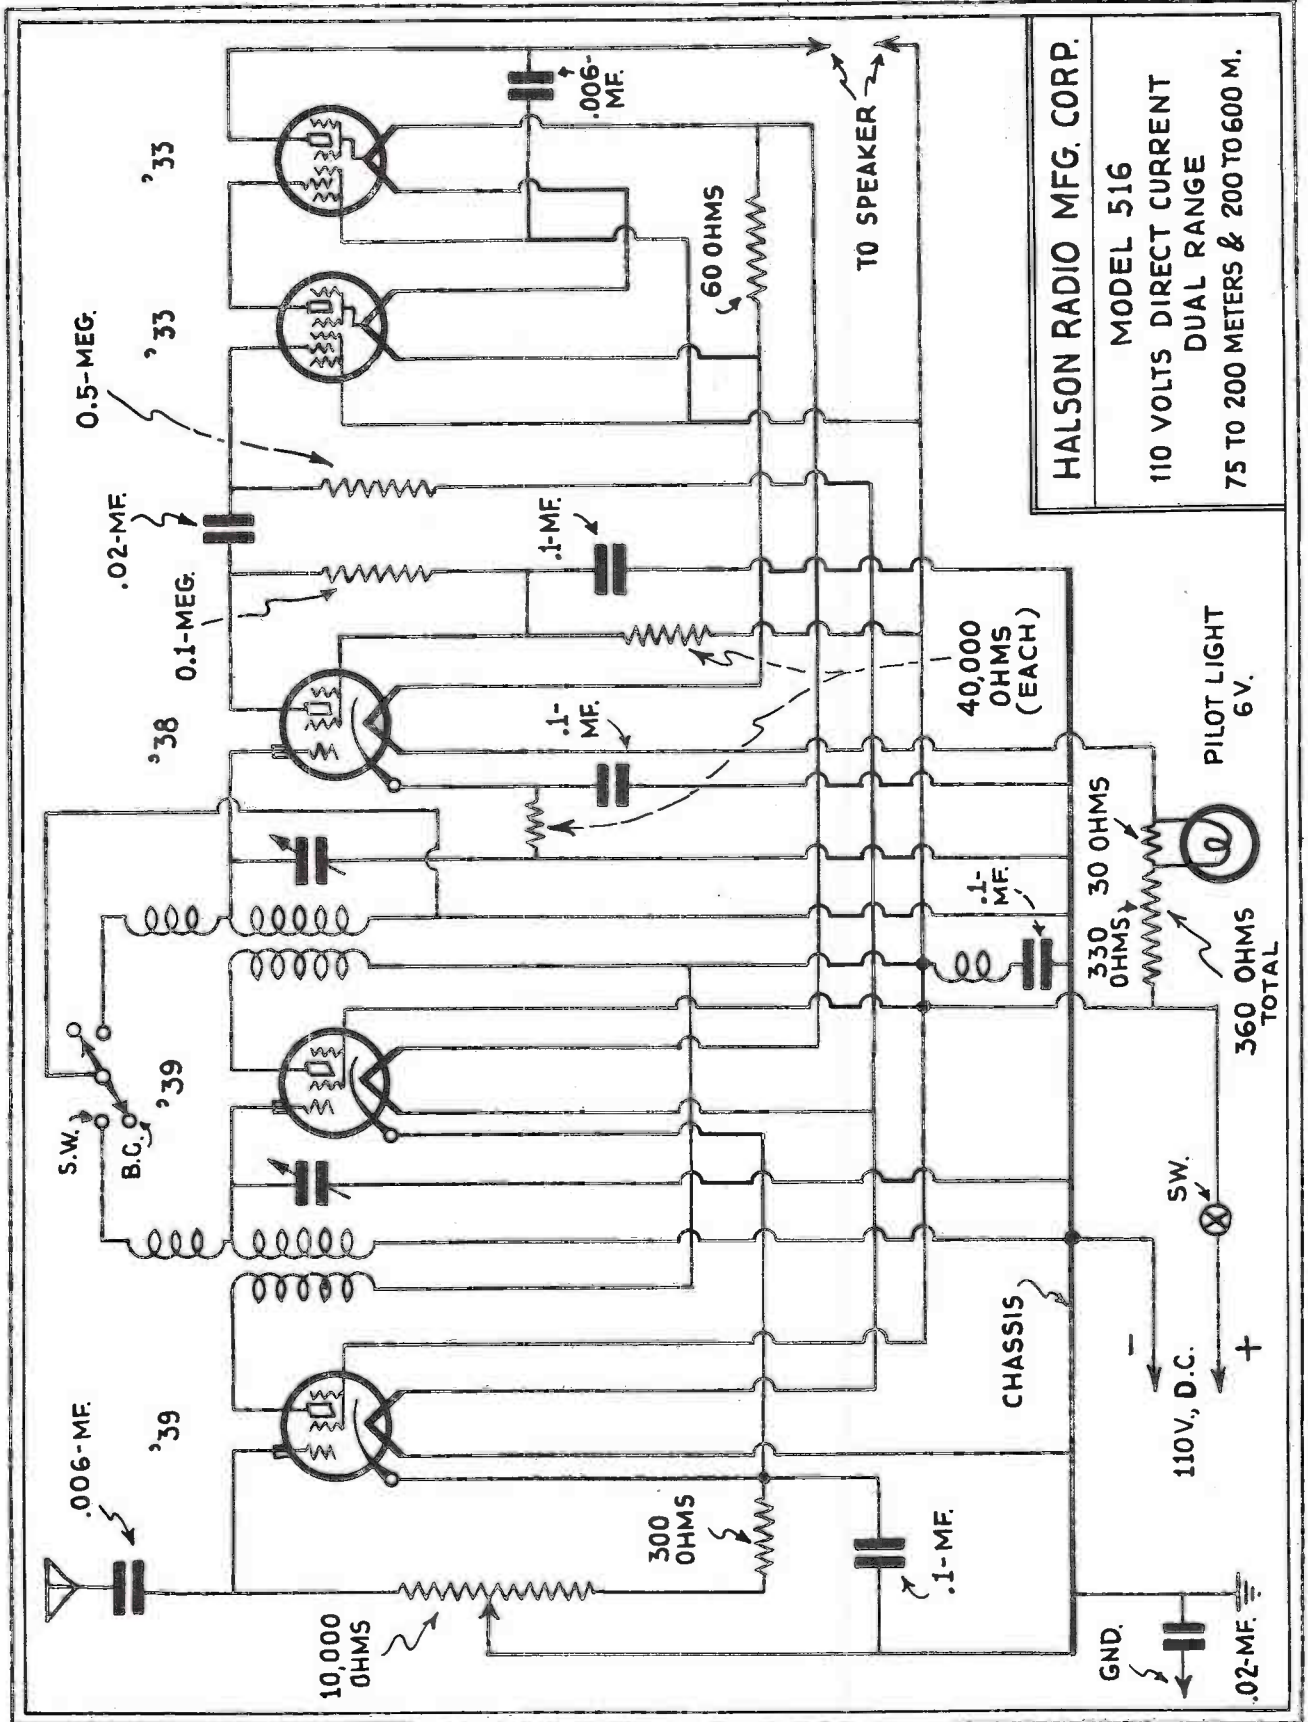 .006-MF.
'39
S.W.
B.C.
'39
'38
0.1-MEG.
.02-MF.
0.5-MEG.
'33
'33
.006-
MF.
10,000
OHMS
300
OHMS
.1-MF.
.1-
MF.
.1-MF.
40,000
OHMS
(EACH)
60 OHMS
TO SPEAKER
CHASSIS
.1-
MF.
330
OHMS
30 OHMS
360 OHMS
TOTAL
PILOT LIGHT
6V.
GND.
.02-MF.
110V., D.C.
-
+
SW.
HALSON RADIO MFG. CORP.
MODEL 516
110 VOLTS DIRECT CURRENT
DUAL RANGE
75 TO 200 METERS & 200 TO 600 M.